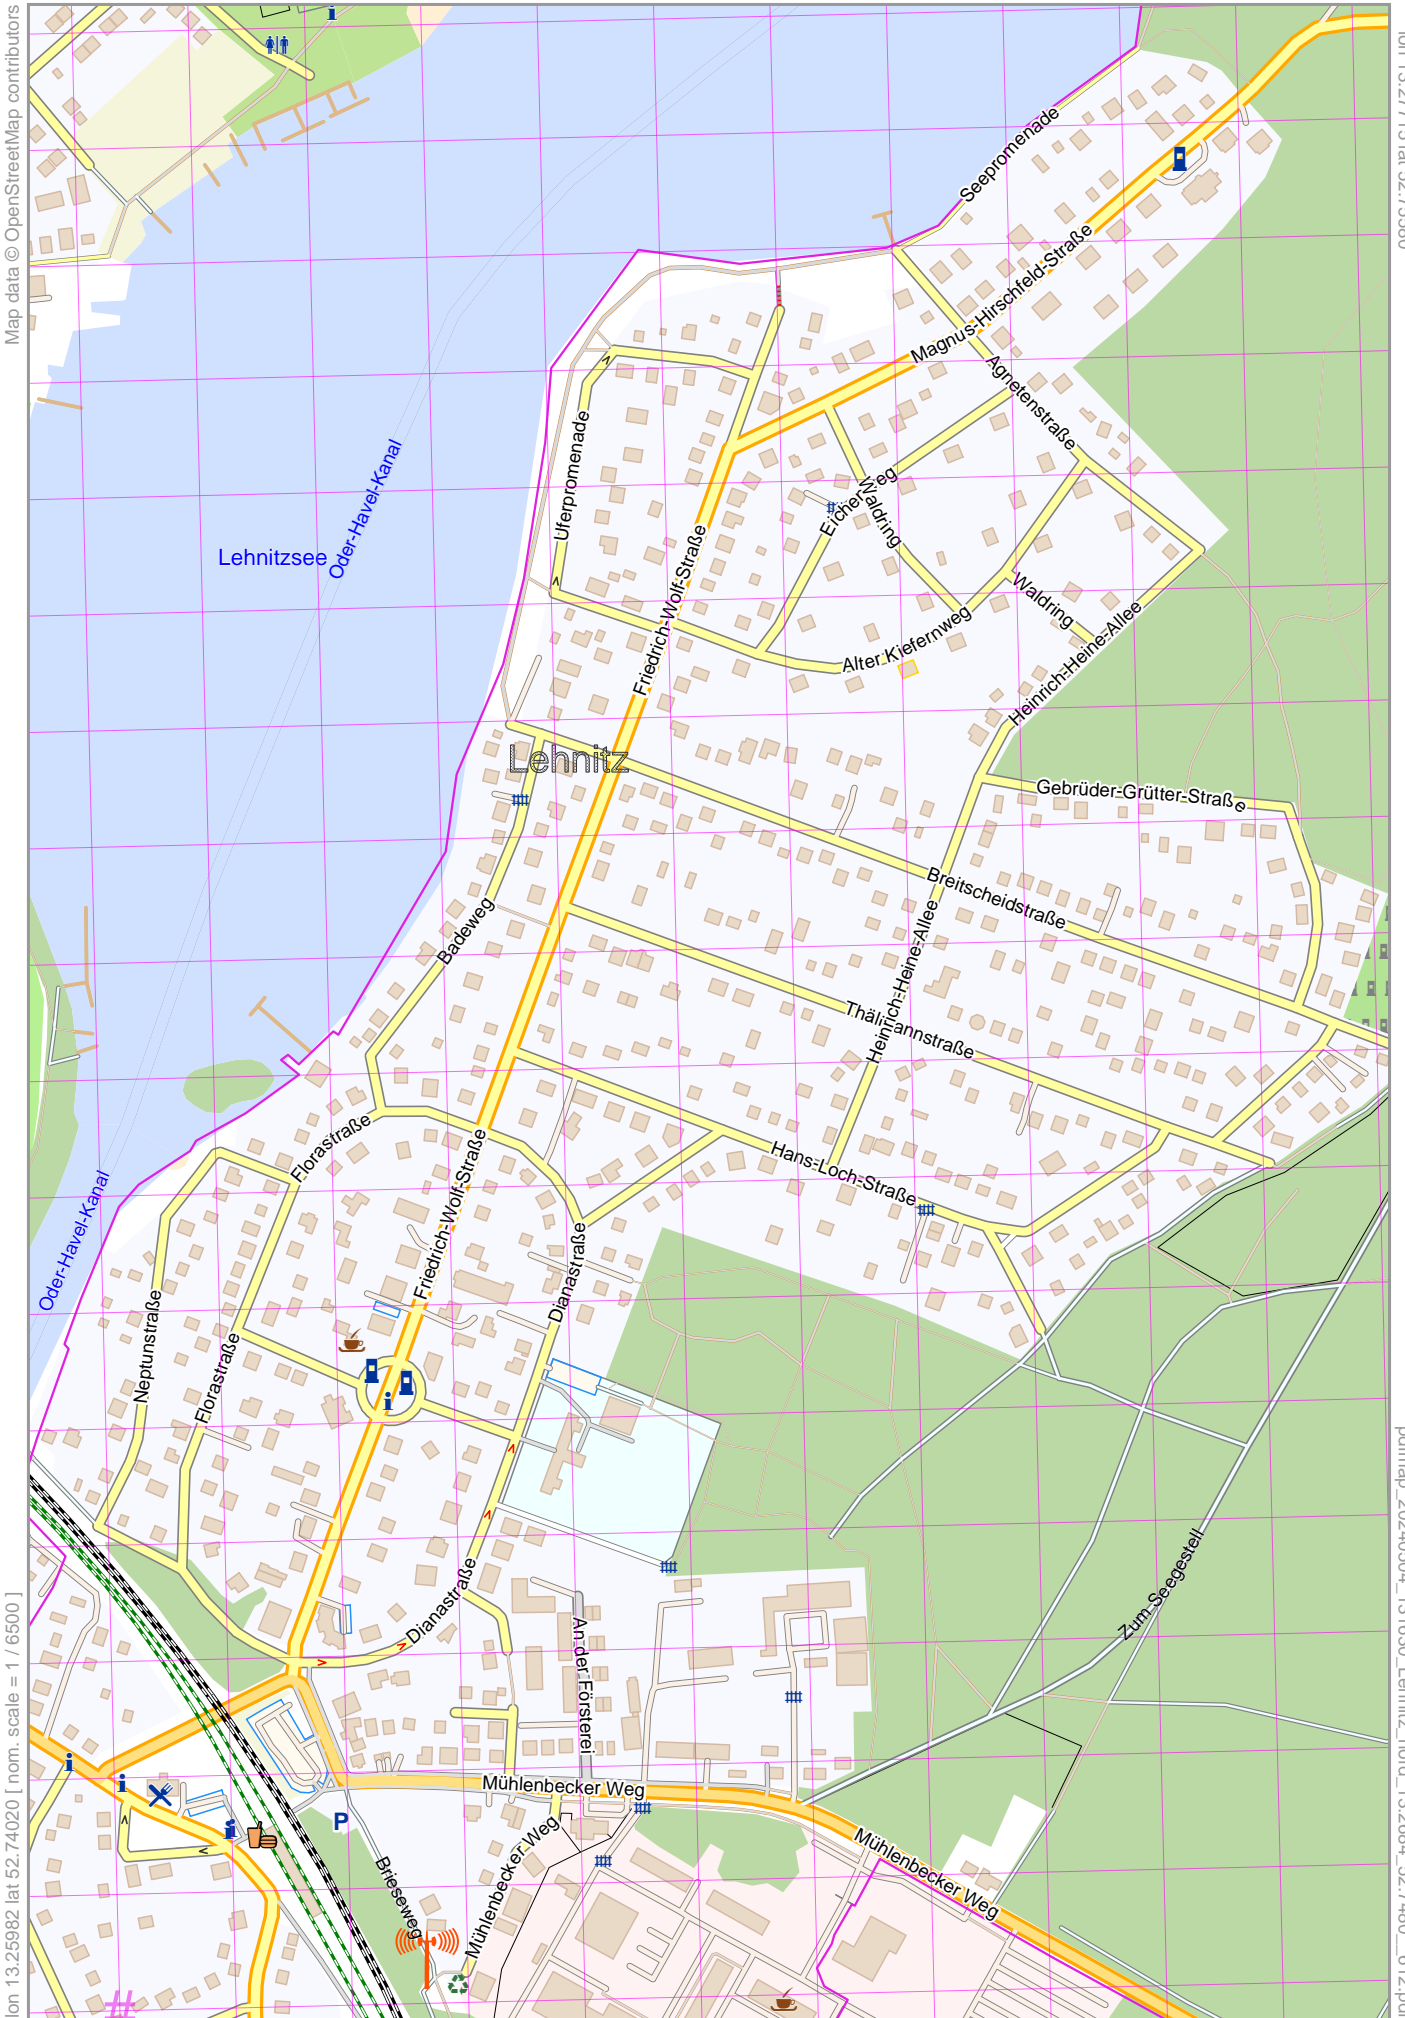 Map data © OpenStreetMap contributors
Seepromenade
Magnus-Hirschfeld-Straße
Agnetenstraße
Uferpromenade
Oder-Havel-Kanal
Lehnitzsee
Eicherweg
Waldring
Friedrich-Wolf-Straße
Waldring
Alter Kiefernweg
Heinrich-Heine-Allee
Lehnitz
Gebrüder-Grütter-Straße
Breitscheidstraße
Badeweg
Heinrich-Heine-Allee
Thälmannstraße
Florastraße
Hans-Loch-Straße
Friedrich-Wolf-Straße
Oder-Havel-Kanal
Dianastraße
Neptunstraße
Florastraße
Zum Seegestell
Dianastraße
An der Försterei
Mühlenbecker Weg
P
Mühlenbecker Weg
Mühlenbecker Weg
Brieseweg
#
lon 13.25982 lat 52.74020 [ nom. scale = 1 / 6500 ]